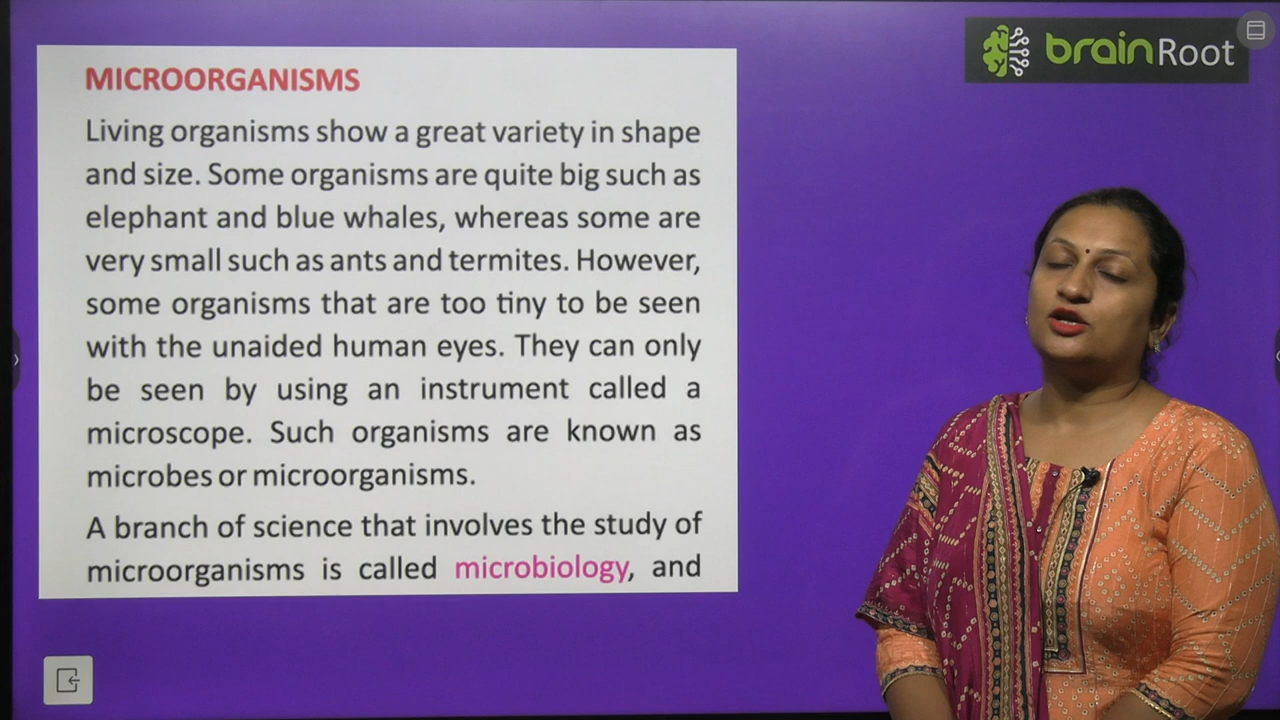 MICROORGANISMS
Living organisms show a great variety in shape
and size. Some organisms are quite big such as
elephant and blue whales, whereas some are
very small such as ants and termites. However,
some organisms that are too tiny to be seen
with the unaided human eyes. They can only
be seen by using an instrument called a
microscope. Such organisms are known as
microbes or microorganisms.
A branch of science that involves the study of
microorganisms is called microbiology, and
brainRoot